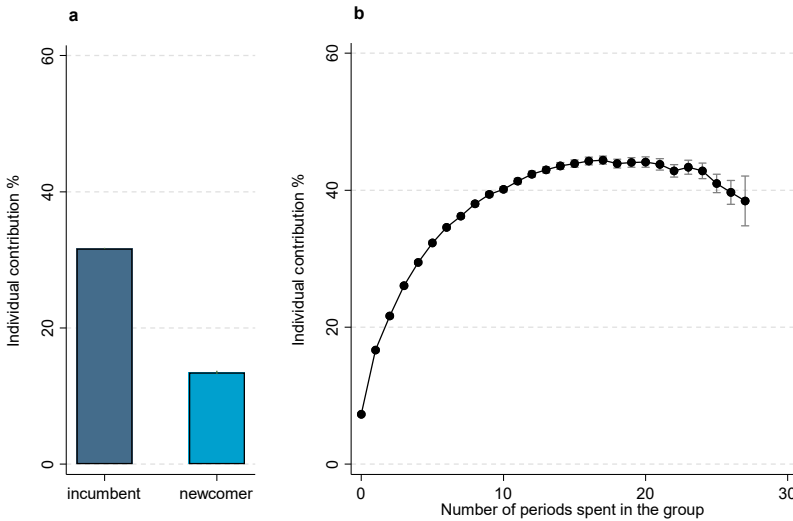 a
60
40
20
0
Individual contribution %
incumbent
newcomer
b
60
40
20
0
Individual contribution %
0
10
20
30
Number of periods spent in the group